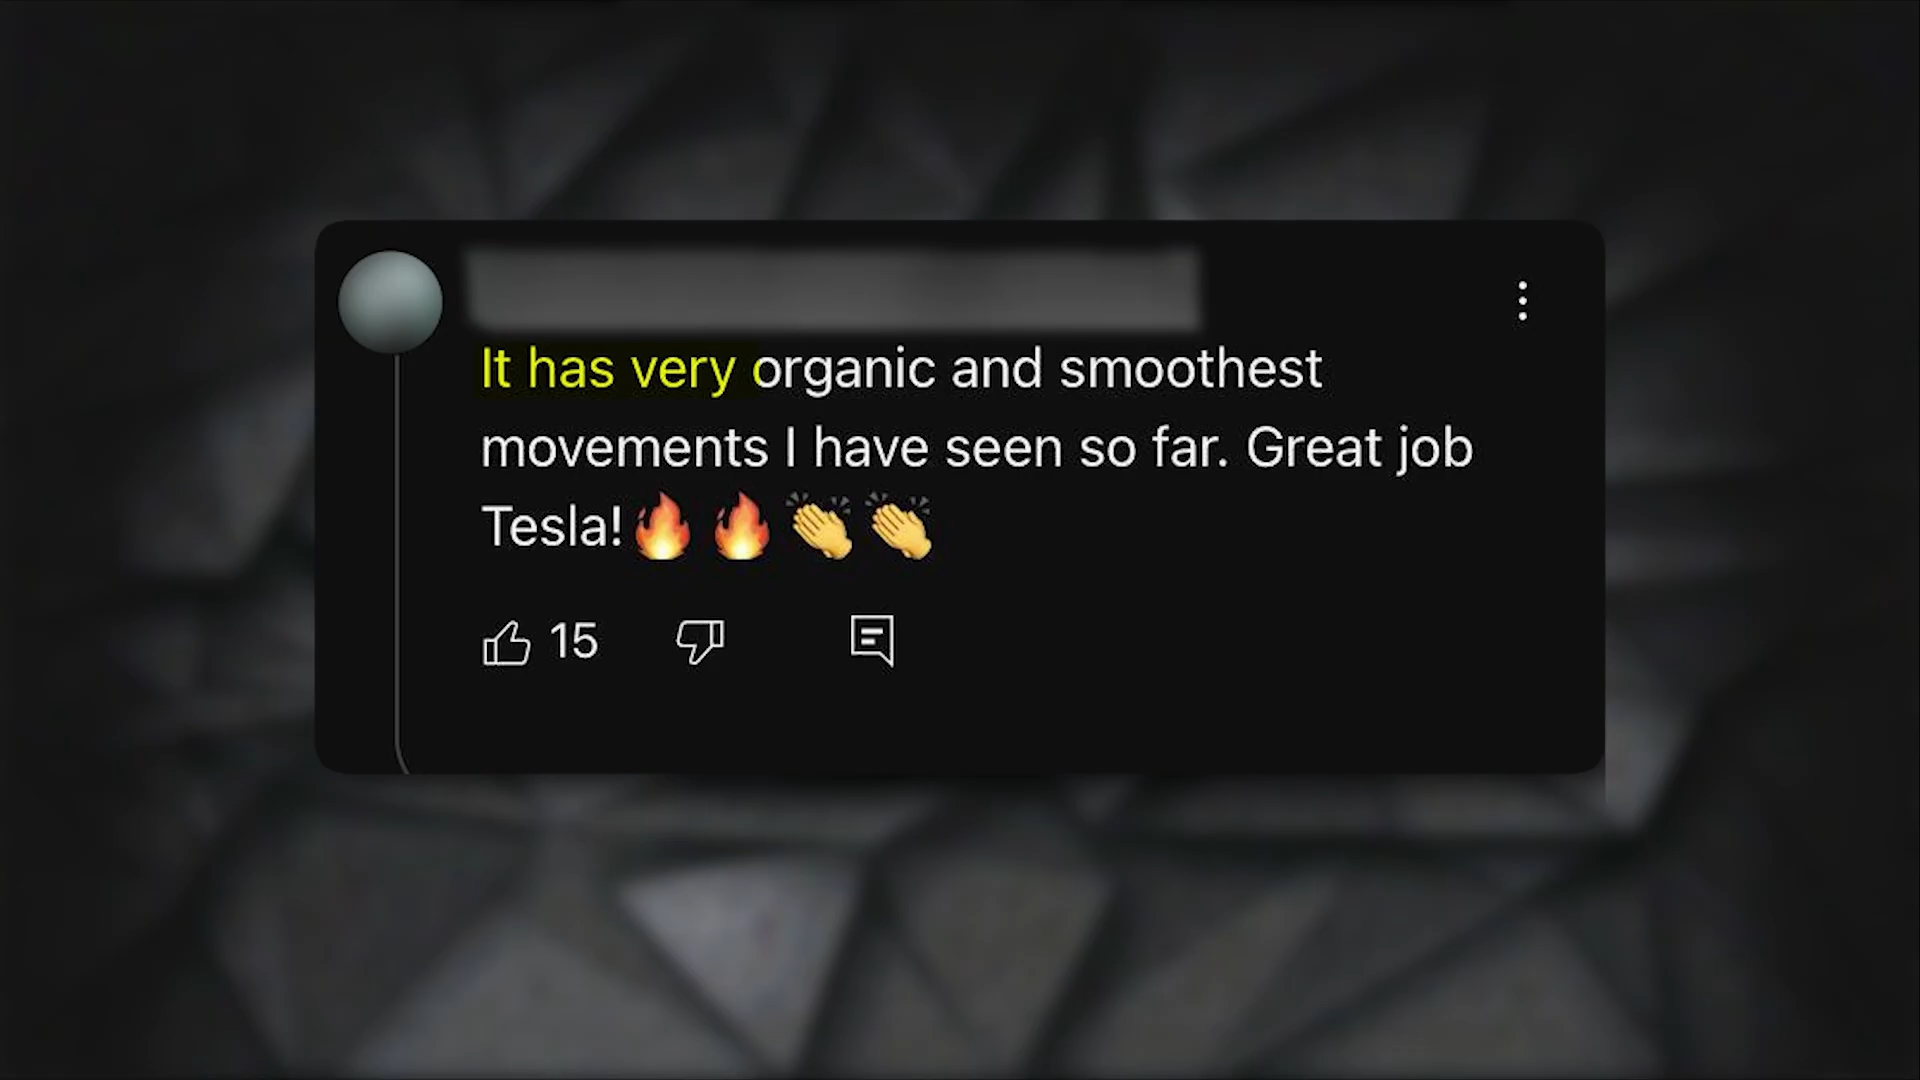 It has very organic and smoothest
movements I have seen so far. Great job
Tesla!🔥🔥👏👏
15